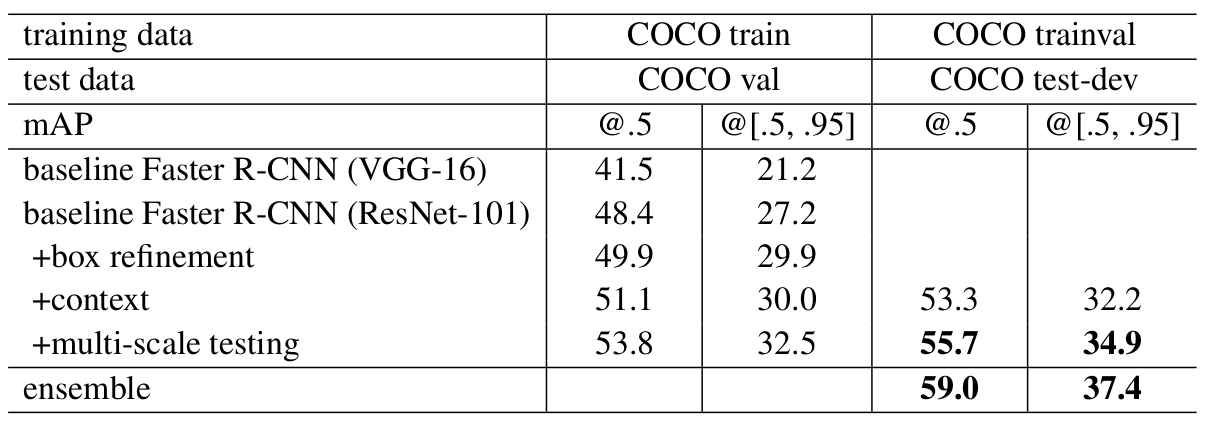 training data COCO train COCO trainval
test data COCO val COCO test-dev
mAP @.5 @[.5, .95] @.5 @[.5, .95]
baseline Faster R-CNN (VGG-16) 41.5 21.2
baseline Faster R-CNN (ResNet-101) 48.4 27.2
+box refinement 49.9 29.9
+context 51.1 30.0 53.3 32.2
+multi-scale testing 53.8 32.5 55.7 34.9
ensemble 59.0 37.4